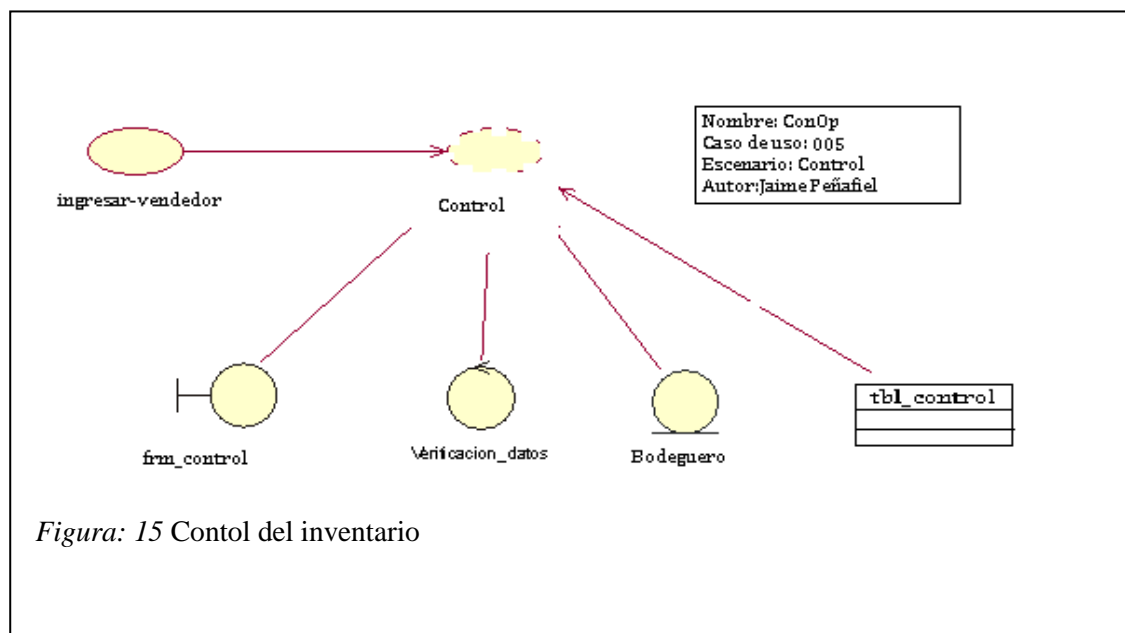 Nombre: ConOp
Caso de uso: 005
Escenario: Control
Autor:Jaime Peñafiel
ingresar-vendedor
Control
tbl_control
frm_control
Verificacion_datos
Bodeguero
Figura: 15 Contol del inventario